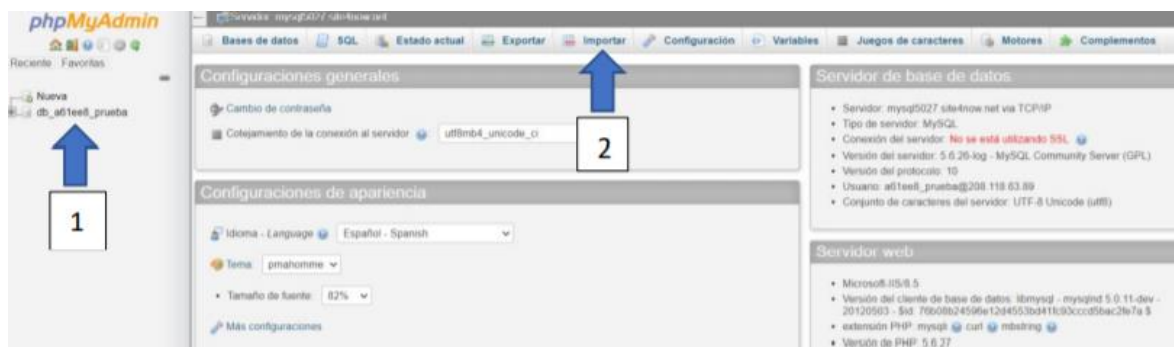 phpMyAdmin
Servidor: mysql5027.site4now.net
Bases de datos SQL Estado actual Exportar Importar Configuración Variables Juegos de caracteres Motores Complementos
Reciente Favoritas
Nueva
db_a61ee8_prueba
1
2
Configuraciones generales
Cambio de contraseña
Cotejamiento de la conexión al servidor utf8mb4_unicode_ci
Configuraciones de apariencia
Idioma - Language Español - Spanish
Tema: pmahomme
Tamaño de fuente: 82%
Más configuraciones
Servidor de base de datos
Servidor: mysql5027.site4now.net via TCP/IP
Tipo de servidor: MySQL
Conexión del servidor: No se está utilizando SSL
Versión del servidor: 5.6.26-log - MySQL Community Server (GPL)
Versión del protocolo: 10
Usuario: a61ee8_prueba@208.118.63.89
Conjunto de caracteres del servidor: UTF-8 Unicode (utf8)
Servidor web
Microsoft-IIS/8.5
Versión del cliente de base de datos: libmysql - mysqlnd 5.0.11-dev -
20120503 - $Id:
extensión PHP: mysqli curl mbstring
Versión de PHP: 5.6.27